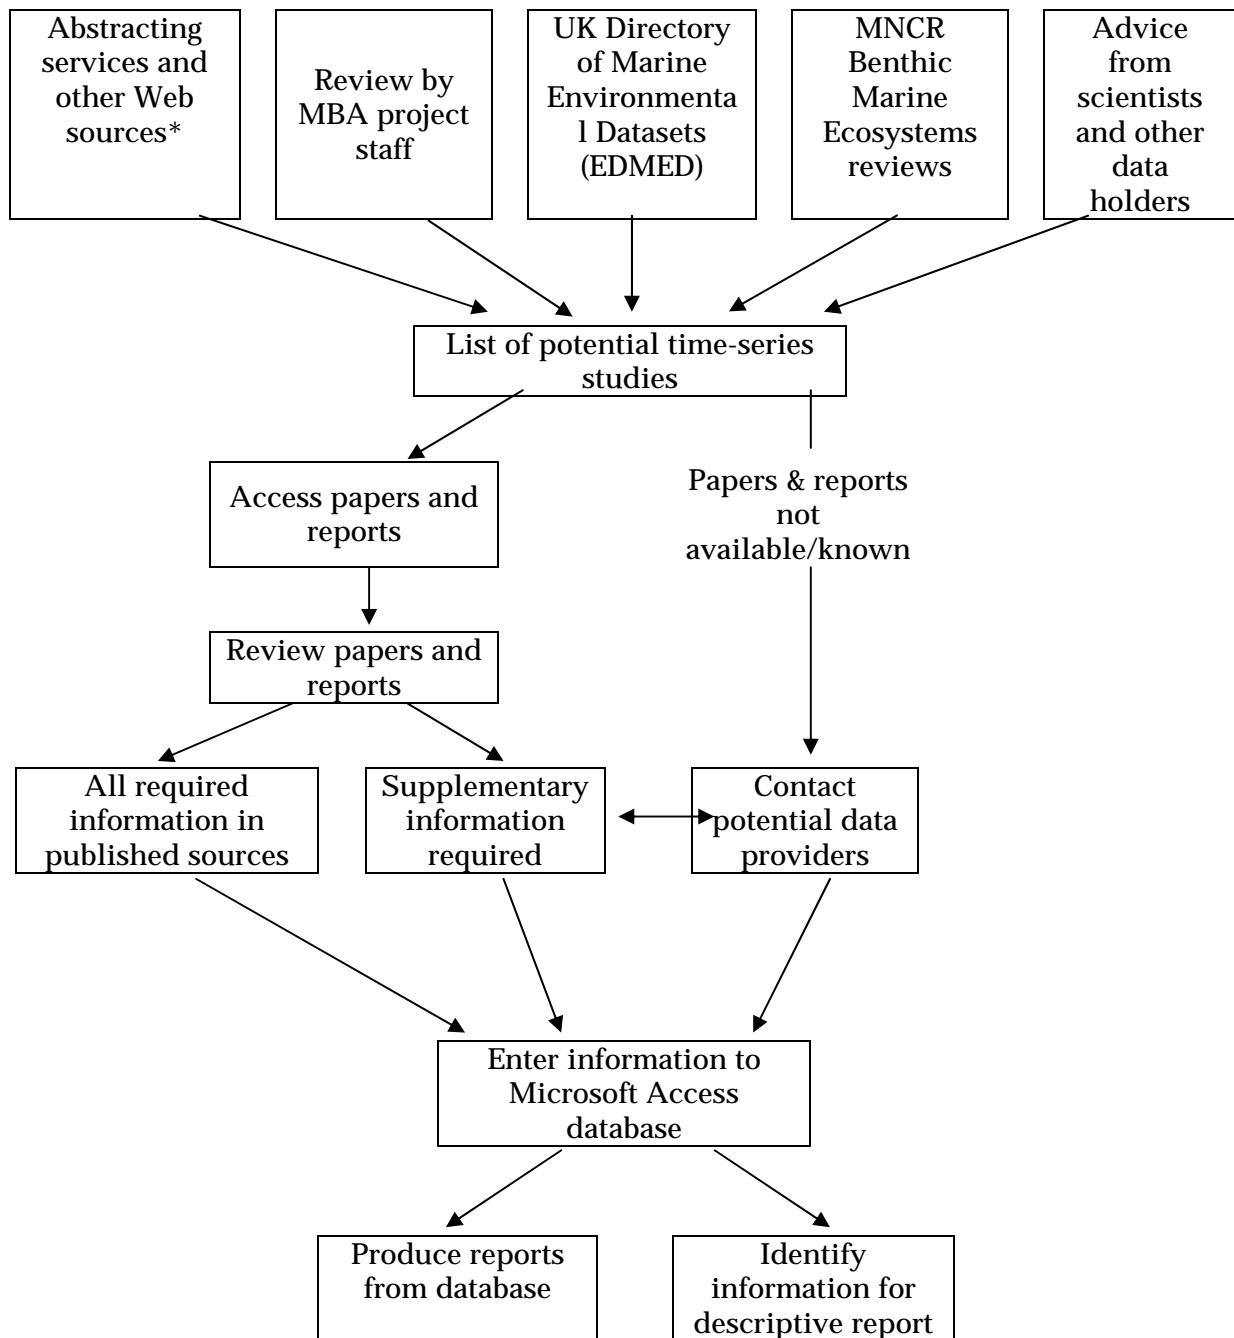 Abstracting
services and
other Web
sources*
Review by
MBA project
staff
UK Directory
of Marine
Environmenta
l Datasets
(EDMED)
MNCR
Benthic
Marine
Ecosystems
reviews
Advice
from
scientists
and other
data
holders
List of potential time-series
studies
Access papers and
reports
Papers & reports
not
available/known
Review papers and
reports
All required
information in
published sources
Supplementary
information
required
Contact
potential data
providers
Enter information to
Microsoft Access
database
Produce reports
from database
Identify
information for
descriptive report